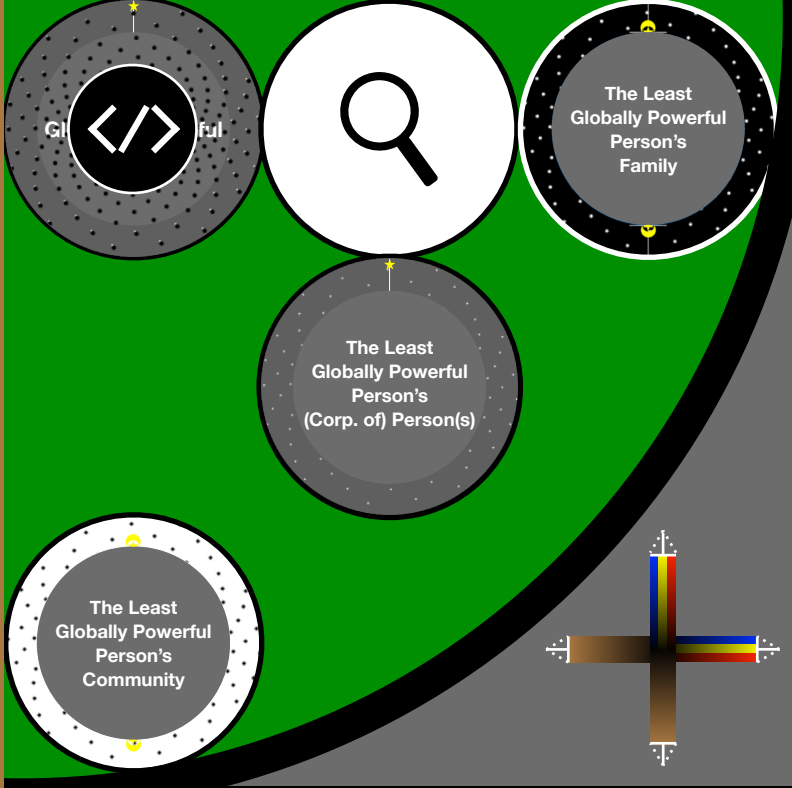 </>
The Least
Globally Powerful
Person's
Family
The Least
Globally Powerful
Person's
(Corp. of) Person(s)
The Least
Globally Powerful
Person's
Community